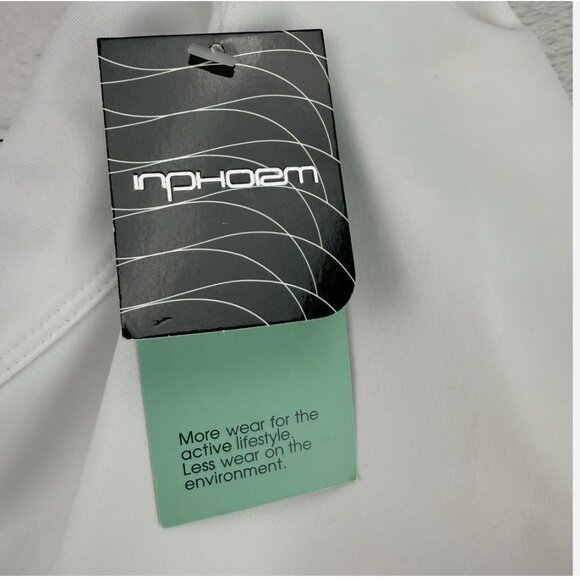 INPHORM
More wear for the
active lifestyle.
Less wear on the
environment.